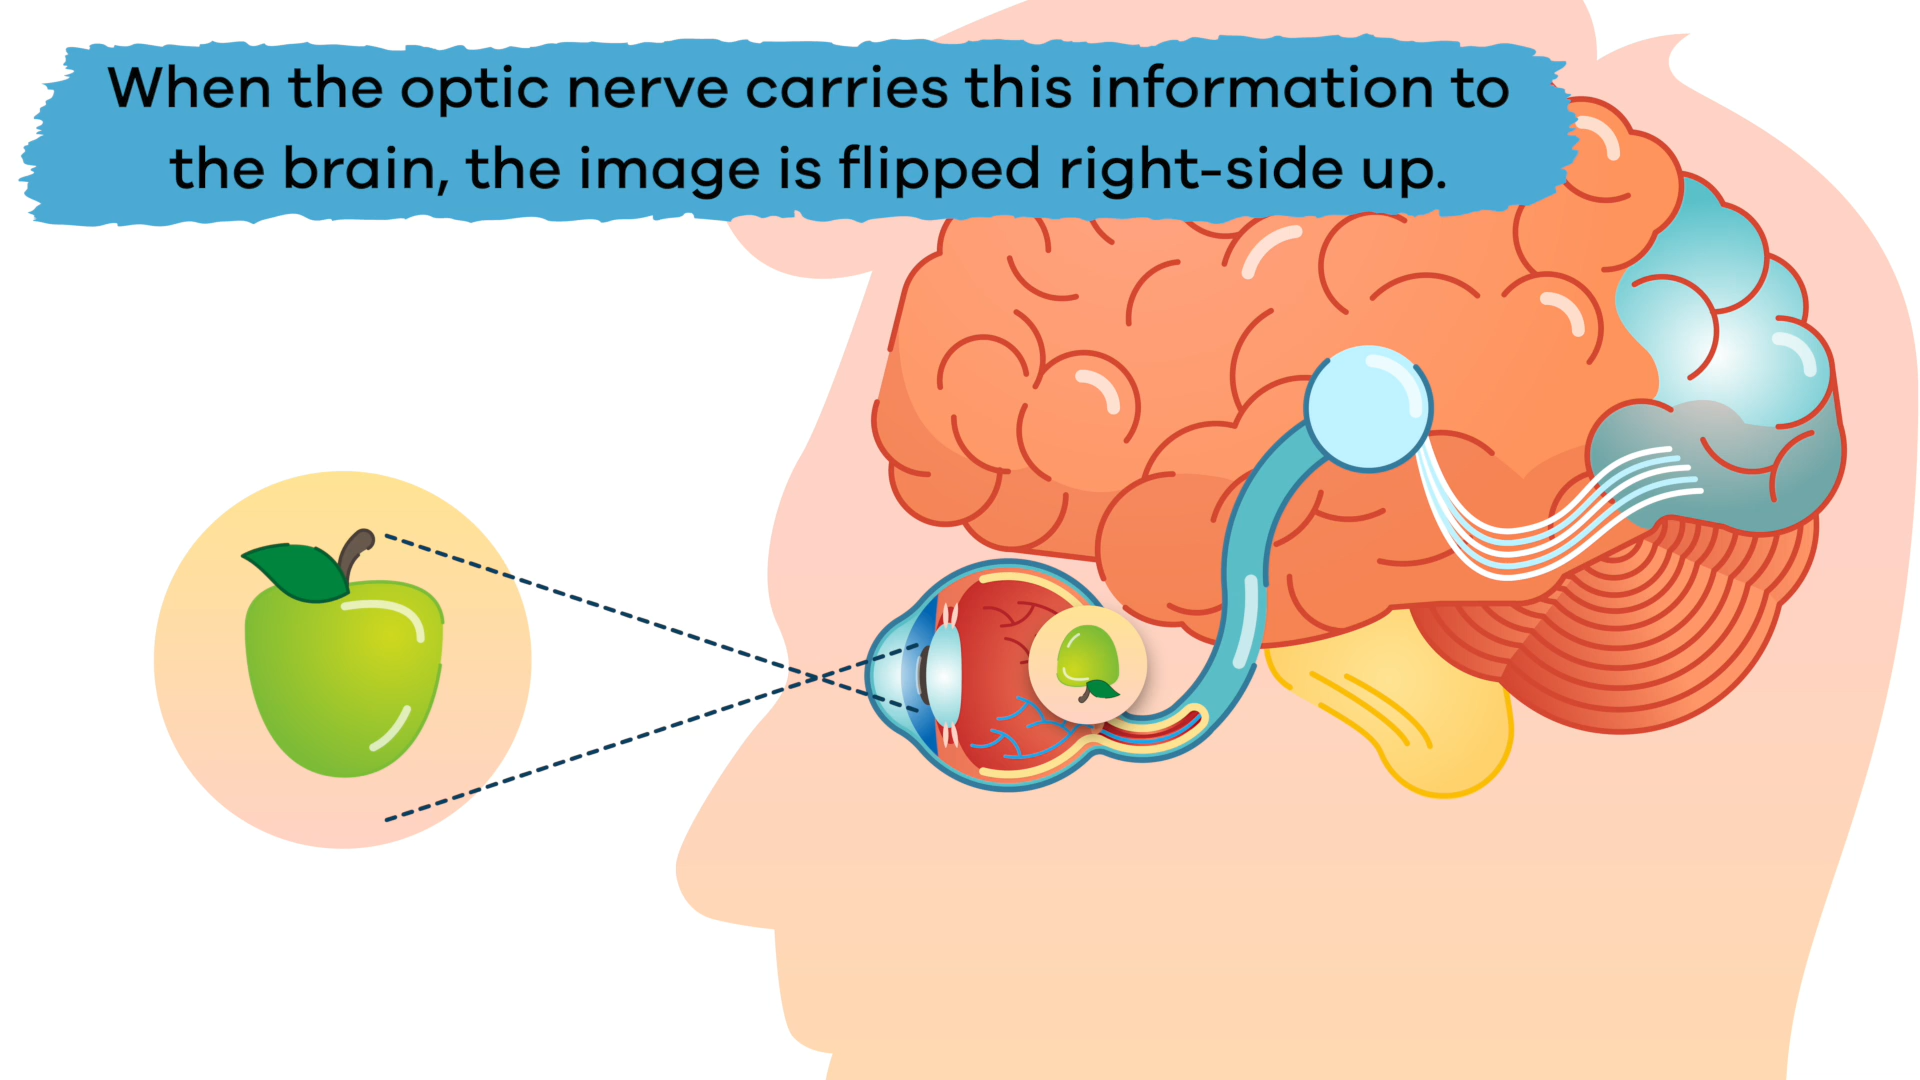 When the optic nerve carries this information to
the brain, the image is flipped right-side up.